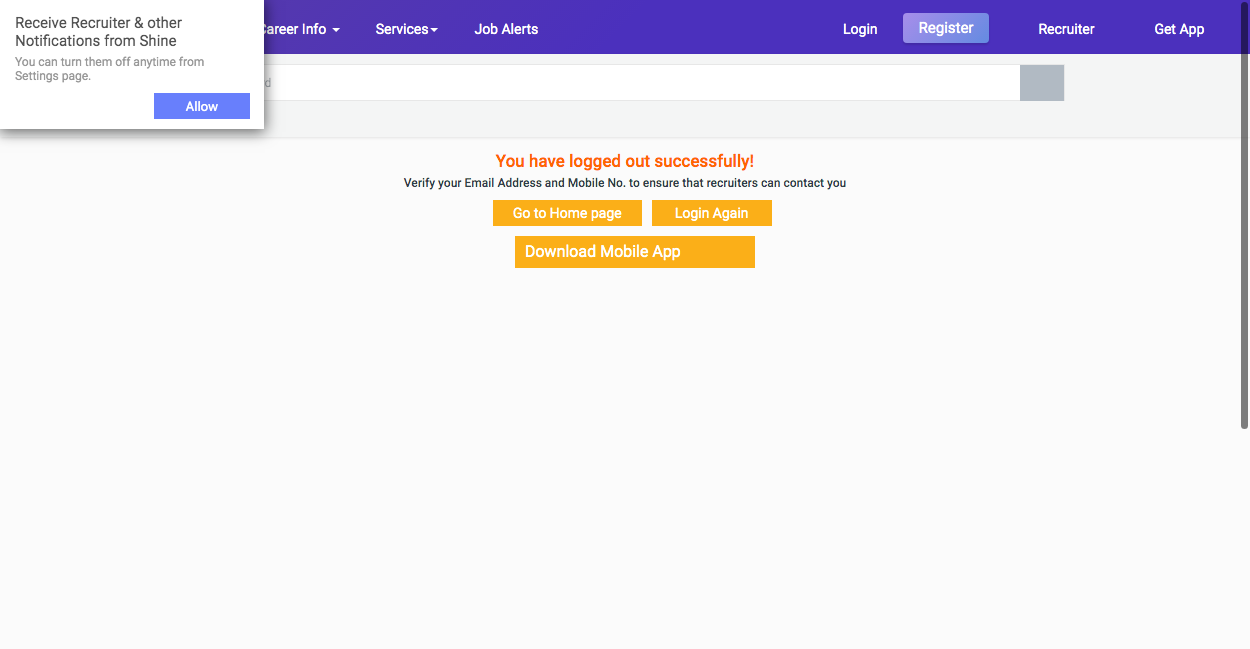 Receive Recruiter & other
Notifications from Shine
You can turn them off anytime from
Settings page.
Allow
Career Info
Services
Job Alerts
Login
Register
Recruiter
Get App
You have logged out successfully!
Verify your Email Address and Mobile No. to ensure that recruiters can contact you
Go to Home page
Login Again
Download Mobile App